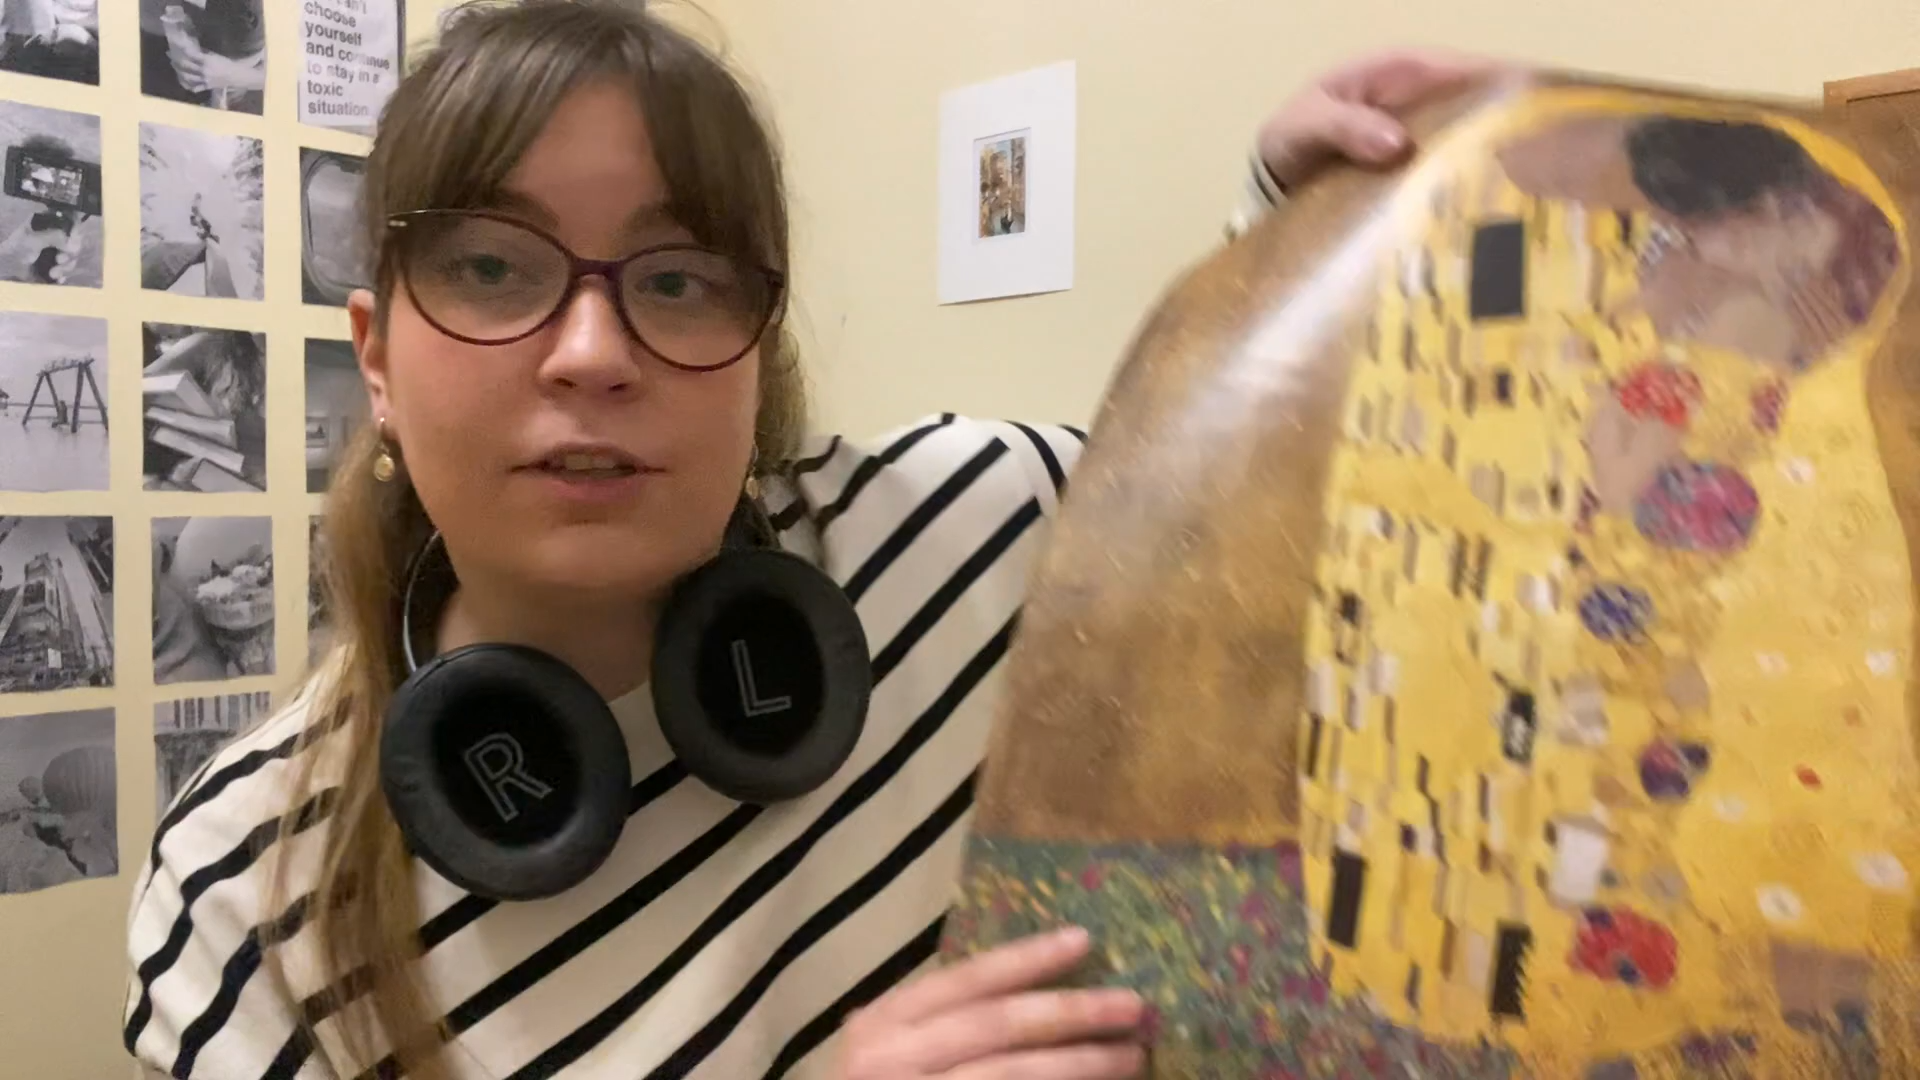 choose
yourself
and continue
to stay in a
toxic
situation
R
L